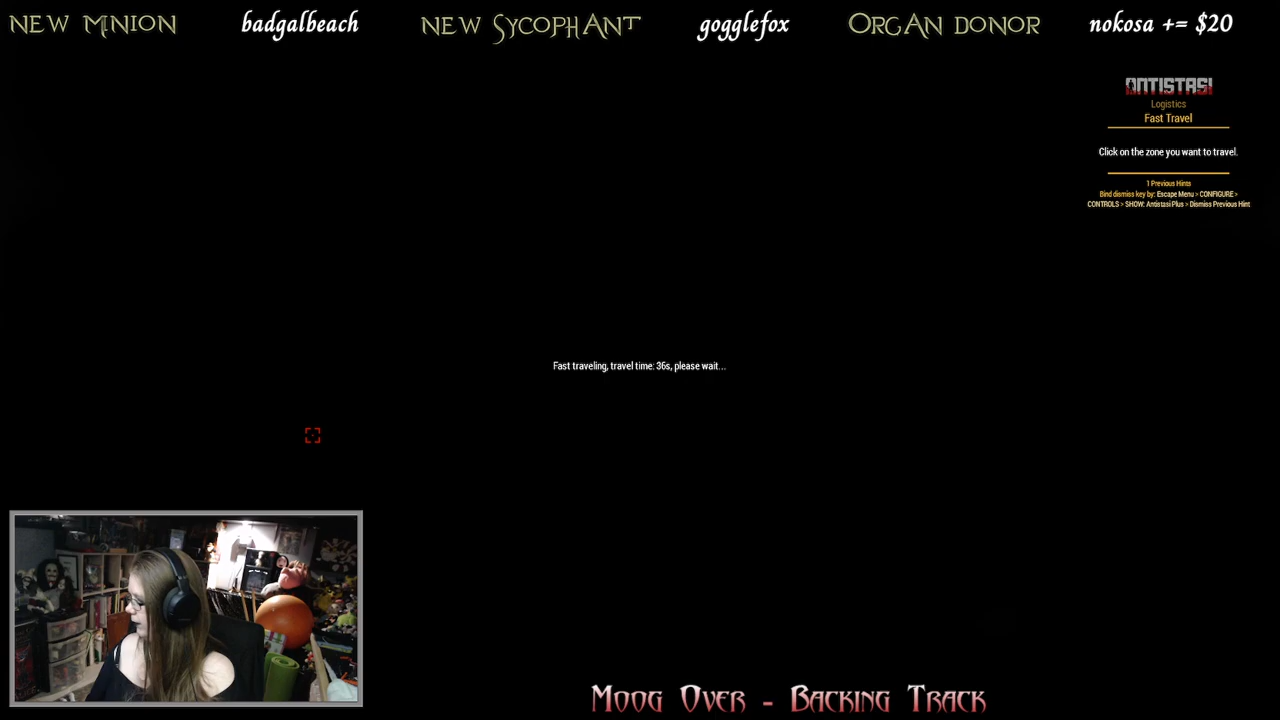 NEW MINION badgalbeach NEW SYCOPHANT gogglefox ORGAN DONOR nokosa += $20
ANTISTASI
Logistics
Fast Travel
Click on the zone you want to travel.
1 Previous Hints
Bind dismiss key by: Escape Menu > CONFIGURE >
CONTROLS > SHOW: Antistasi Plus > Dismiss Previous Hint
Fast traveling, travel time: 36s, please wait...
Moog Over - Backing Track